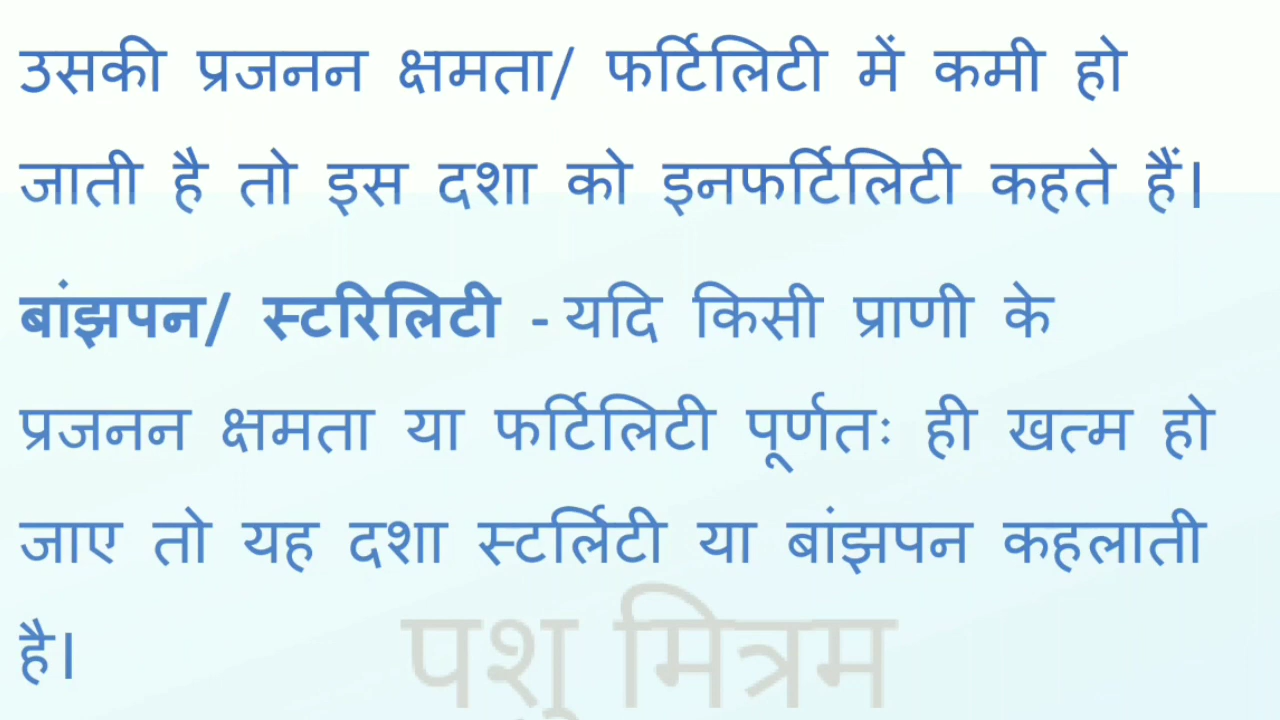 उसकी प्रजनन क्षमता/ फर्टिलिटी में कमी हो
जाती है तो इस दशा को इनफर्टिलिटी कहते हैं।
बांझपन/ स्टरिलिटी - यदि किसी प्राणी के
प्रजनन क्षमता या फर्टिलिटी पूर्णतः ही खत्म हो
जाए तो यह दशा स्टर्लिटी या बांझपन कहलाती
है।
पशु मित्रम